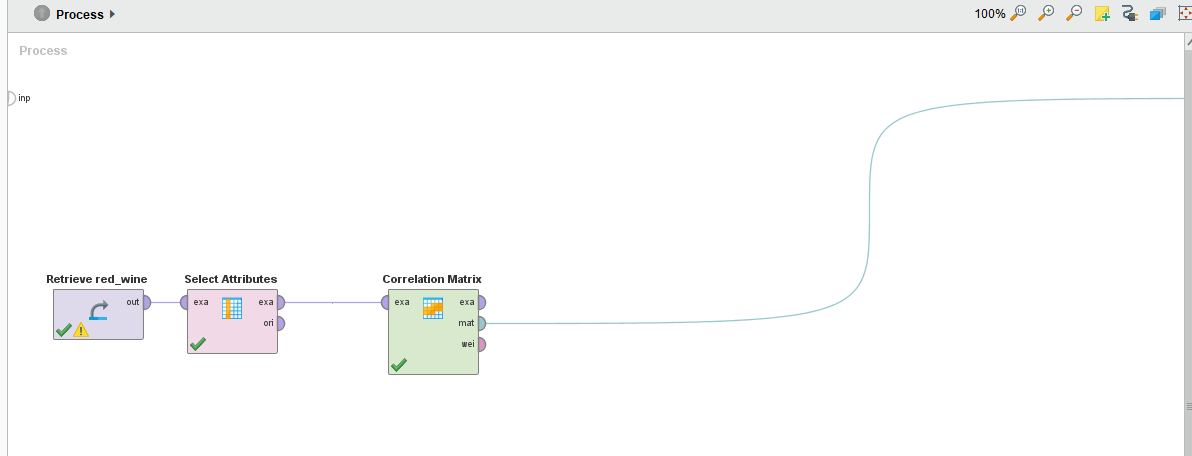 Process
100%
Process
inp
Retrieve red_wine
Select Attributes
Correlation Matrix
out
exa
exa
ori
exa
exa
mat
wei